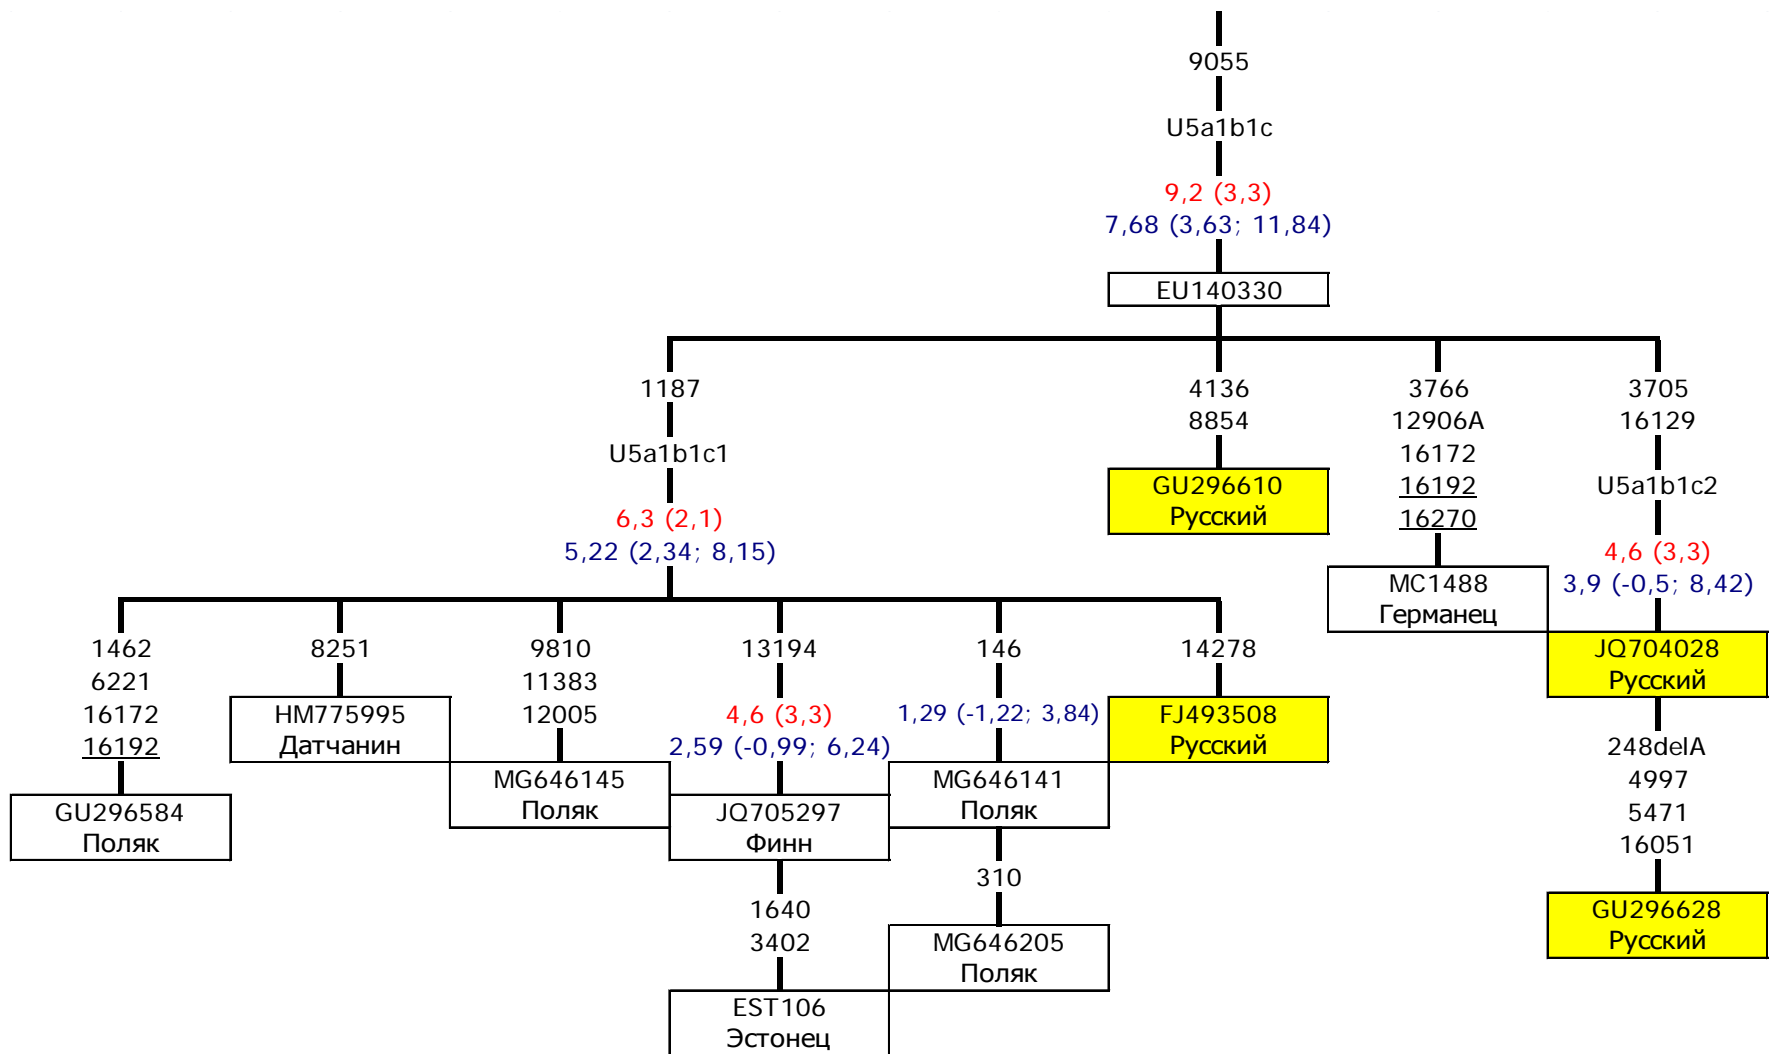 9055
U5a1b1c
9,2 (3,3)
7,68 (3,63; 11,84)
EU140330
1187
U5a1b1c1
6,3 (2,1)
5,22 (2,34; 8,15)
4136
8854
GU296610
Русский
3766
12906A
16172
16192
16270
MC1488
Германец
3705
16129
U5a1b1c2
4,6 (3,3)
3,9 (-0,5; 8,42)
JQ704028
Русский
248delA
4997
5471
16051
GU296628
Русский
1462
6221
16172
16192
GU296584
Поляк
8251
HM775995
Датчанин
9810
11383
12005
MG646145
Поляк
13194
4,6 (3,3)
2,59 (-0,99; 6,24)
JQ705297
Финн
1640
3402
EST106
Эстонец
146
1,29 (-1,22; 3,84)
MG646141
Поляк
310
MG646205
Поляк
14278
FJ493508
Русский